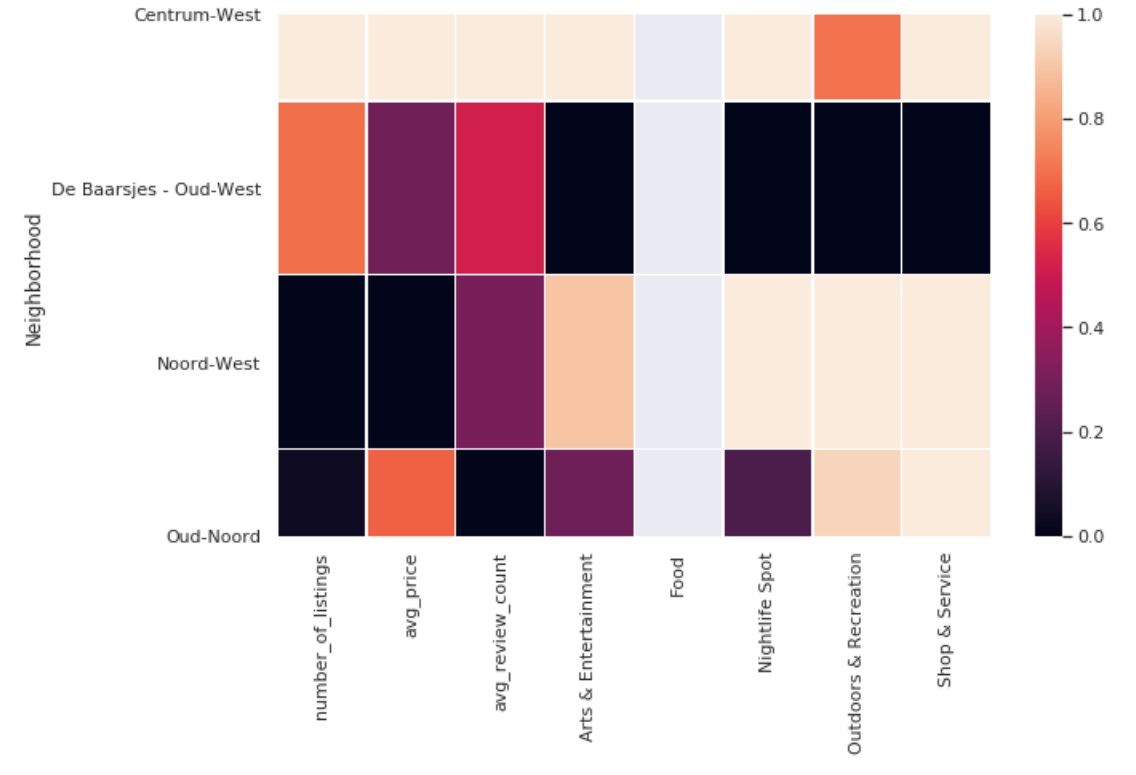 Centrum-West
De Baarsjes - Oud-West
Noord-West
Oud-Noord
Neighborhood
number_of_listings
avg_price
avg_review_count
Arts & Entertainment
Food
Nightlife Spot
Outdoors & Recreation
Shop & Service
1.0
0.8
0.6
0.4
0.2
0.0